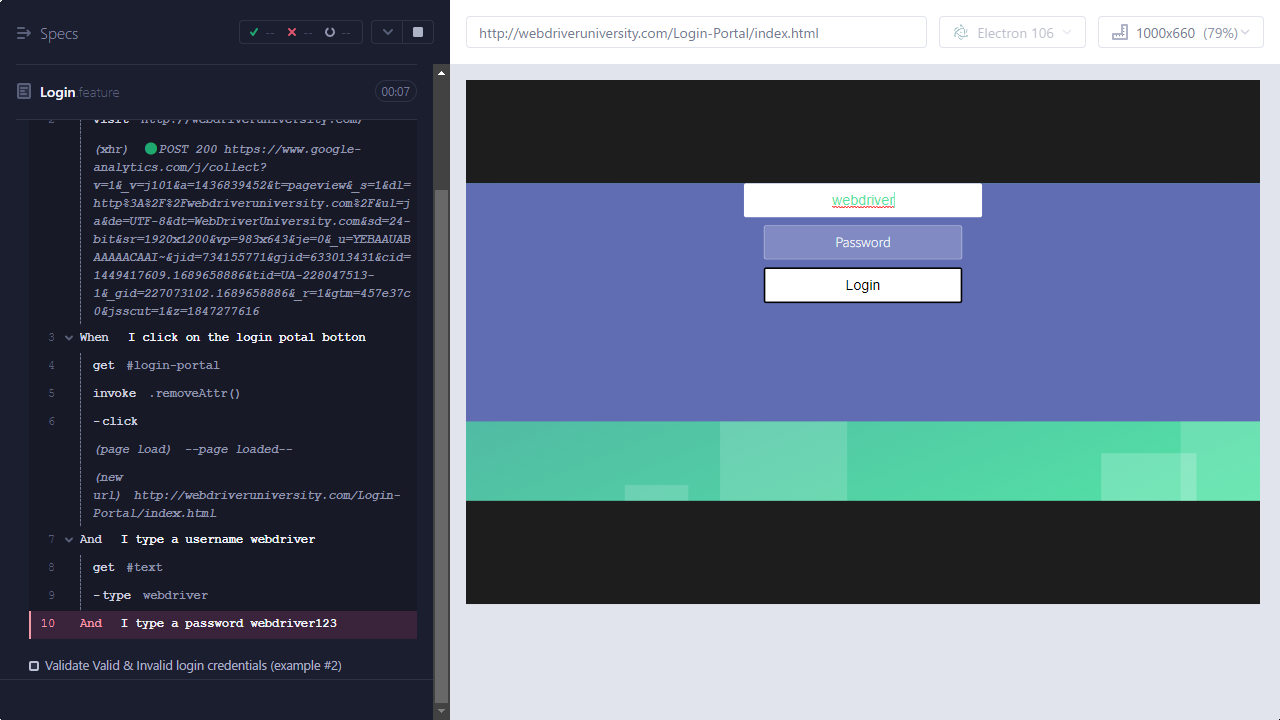 Specs
-- -- --
Login.feature 00:07
2 visit http://webdriveruniversity.com/
(xhr) POST 200 https://www.google-
analytics.com/j/collect?
v=1&_v=j101&a=1436839452&t=pageview&_s=1&dl=
http%3A%2F%2Fwebdriveruniversity.com%2F&ul=j
a&de=UTF-8&dt=WebDriverUniversity.com&sd=24-
bit&sr=1920x1200&vp=983x643&je=0&_u=YEBAAUAB
AAAAACAAI~&jid=734155771&gjid=633013431&cid=
1449417609.1689658886&tid=UA-228047513-
1&_gid=227073102.1689658886&_r=1&gtm=457e37c
0&jsscut=1&z=1847277616
3 When I click on the login potal botton
4 get #login-portal
5 invoke .removeAttr()
6 -click
(page load) --page loaded--
(new
url) http://webdriveruniversity.com/Login-
Portal/index.html
7 And I type a username webdriver
8 get #text
9 -type webdriver
10 And I type a password webdriver123
Validate Valid & Invalid login credentials (example #2)
http://webdriveruniversity.com/Login-Portal/index.html
Electron 106
1000x660 (79%)
webdriver
Password
Login